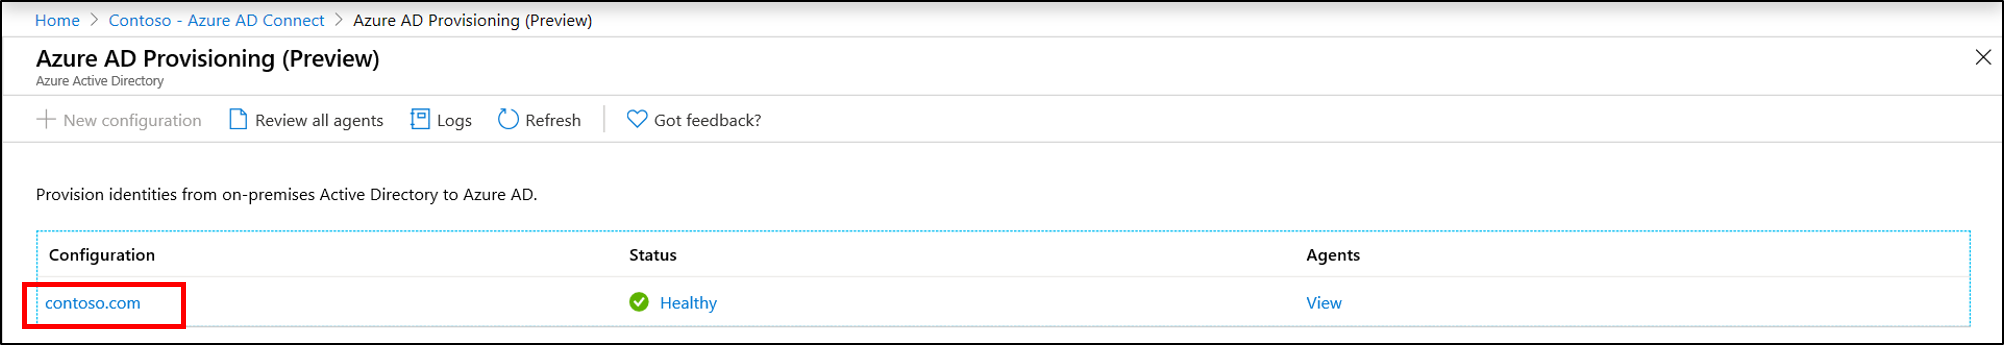 Home > Contoso - Azure AD Connect > Azure AD Provisioning (Preview)
Azure AD Provisioning (Preview)
Azure Active Directory
New configuration Review all agents Logs Refresh Got feedback?
Provision identities from on-premises Active Directory to Azure AD.
Configuration Status Agents
contoso.com Healthy View